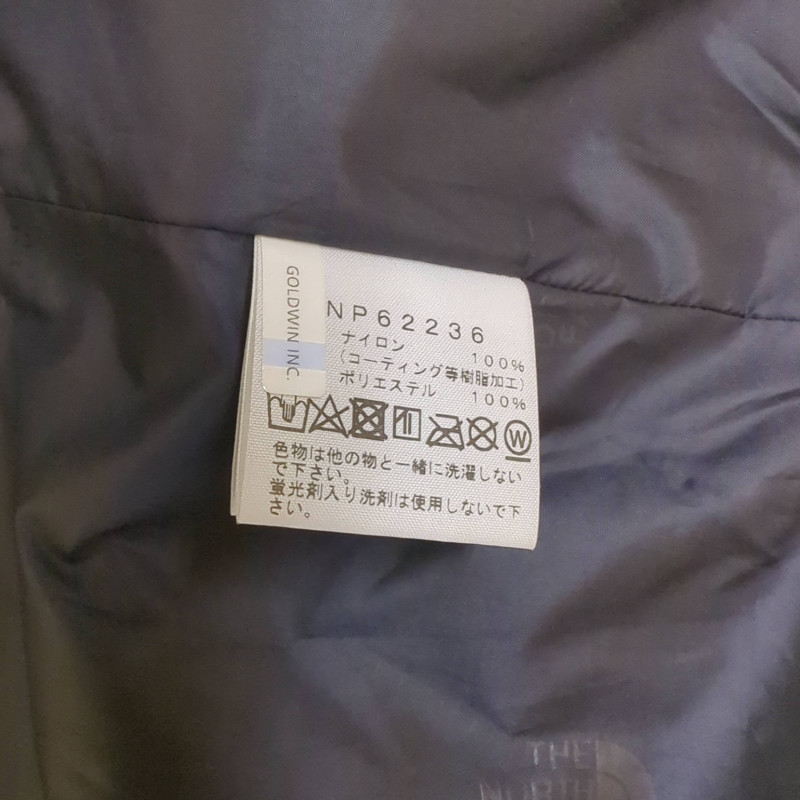 GOLDWIN INC.
NP62236
ナイロン 100%
(コーティング等樹脂加工)
ポリエステル 100%
W
色物は他の物と一緒に洗濯しない
で下さい。
蛍光剤入り洗剤は使用しないで下
さい。
THE
NORTH